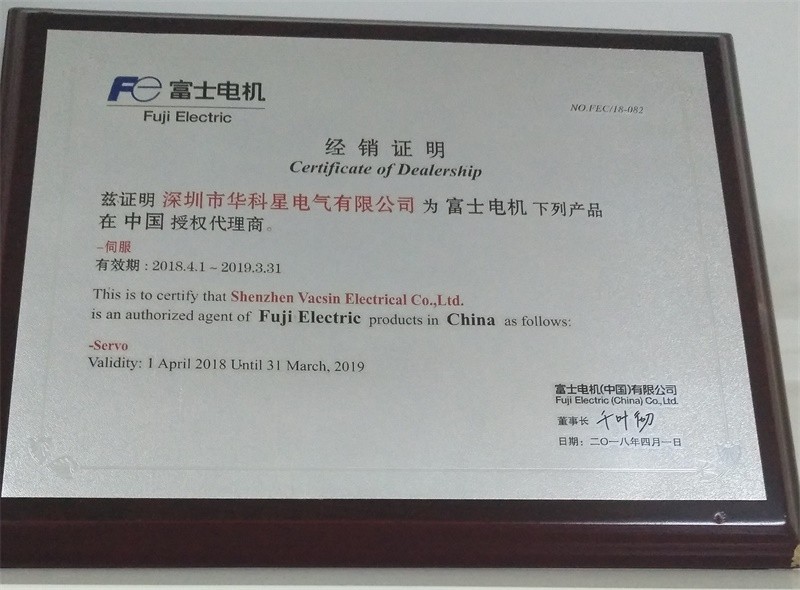 Fe 富士电机
Fuji Electric
NO.FEC/18-082
经销证明
Certificate of Dealership
兹证明 深圳市华科星电气有限公司 为 富士电机 下列产品
在 中国 授权代理商。
-伺服
有效期：2018.4.1 ~ 2019.3.31
This is to certify that Shenzhen Vacsin Electrical Co.,Ltd.
is an authorized agent of Fuji Electric products in China as follows:
-Servo
Validity: 1 April 2018 Until 31 March, 2019
富士电机(中国)有限公司
Fuji Electric (China) Co., Ltd.
董事长 千叶彻
日期：二〇一八年四月一日